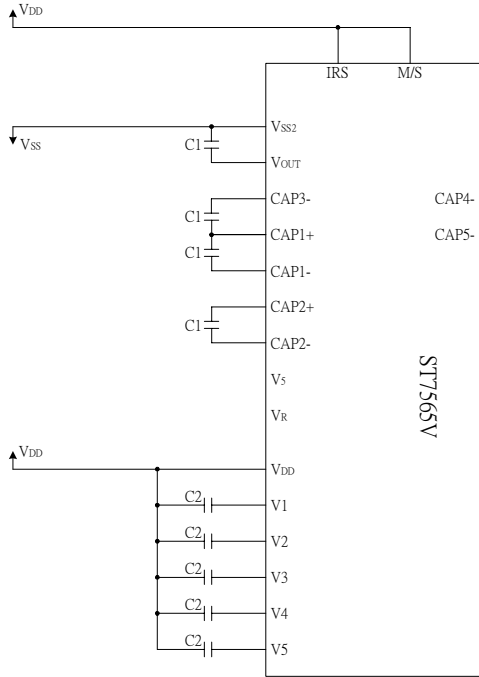 VDD
IRS M/S
VSS
C1
VSS2
VOUT
C1
CAP3-
CAP4-
CAP1+
CAP5-
C1
CAP1-
CAP2+
C1
CAP2-
V5
VR
ST7565V
VDD
VDD
C2
V1
C2
V2
C2
V3
C2
V4
C2
V5